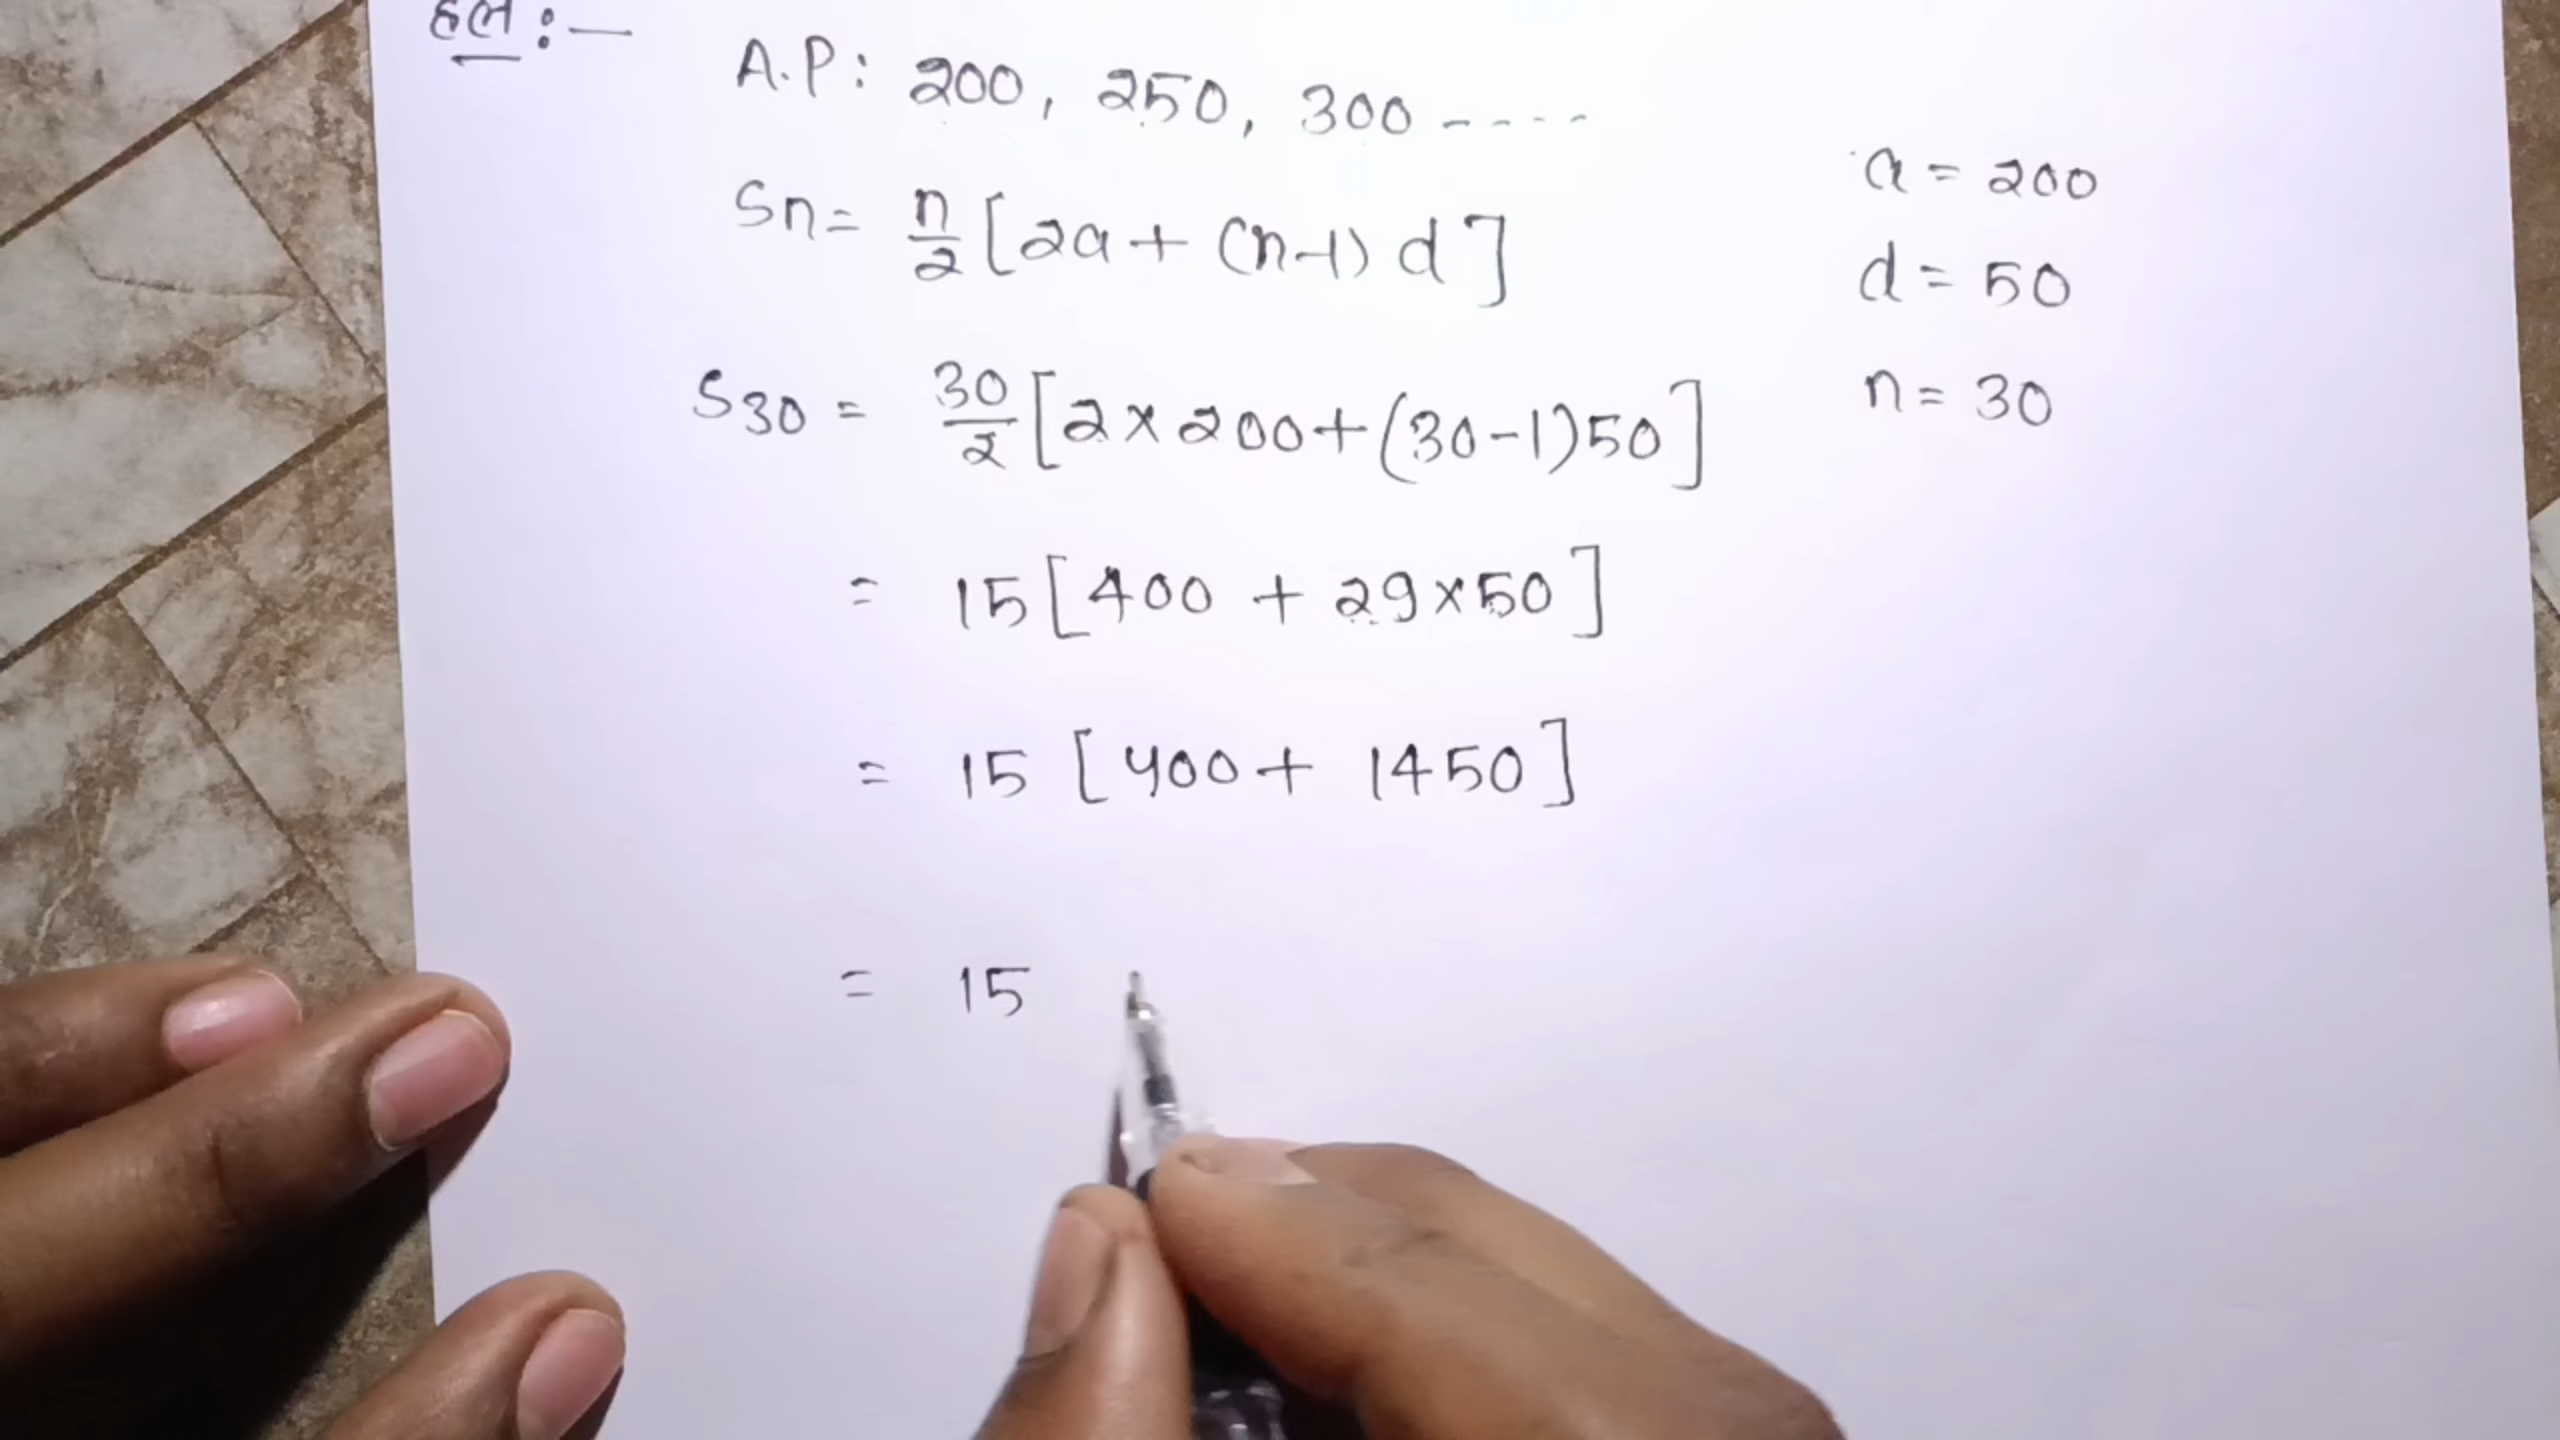 हल :-
A.P: 200, 250, 300 -----
Sn = n/2 [2a + (n-1) d]
a = 200
d = 50
S30 = 30/2 [2 × 200 + (30-1)50]
n = 30
= 15 [400 + 29×50]
= 15 [400 + 1450]
= 15